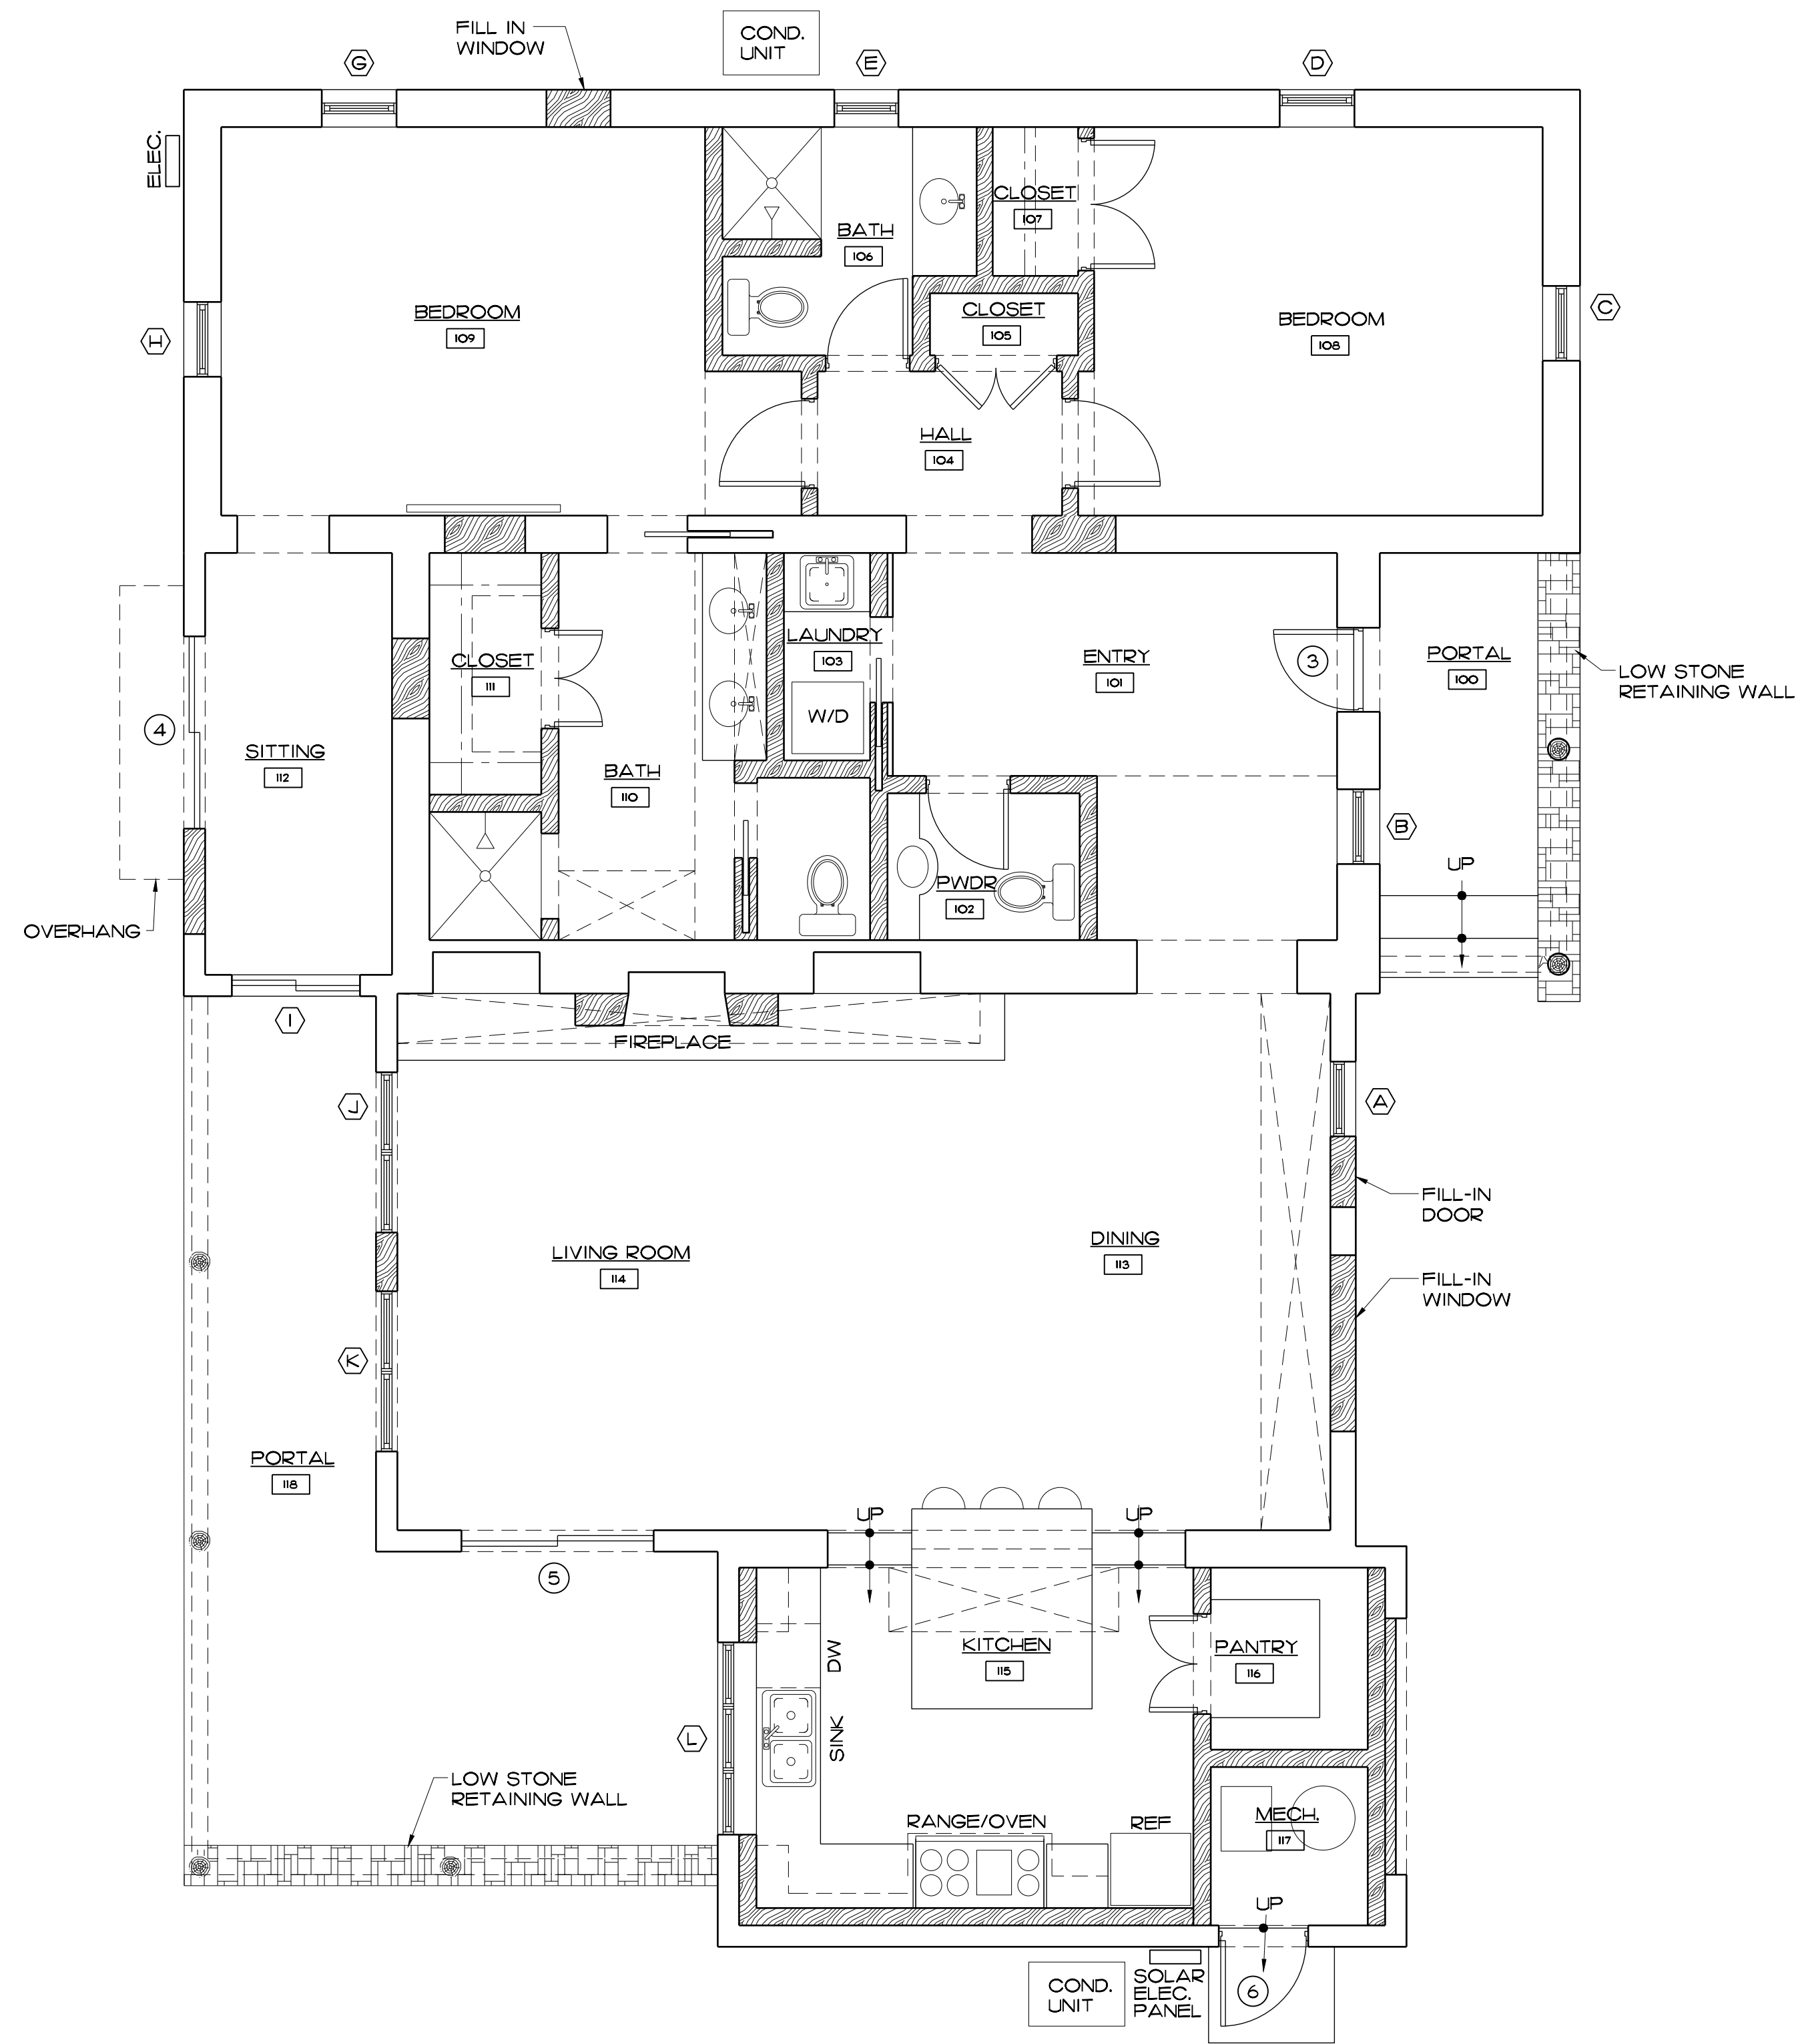 FILL IN
WINDOW
COND.
UNIT
G
E
D
ELEC.
CLOSET
107
BATH
106
BEDROOM
109
CLOSET
105
BEDROOM
108
H
C
HALL
104
LAUNDRY
103
CLOSET
111
ENTRY
101
3
PORTAL
100
LOW STONE
RETAINING WALL
4
W/D
SITTING
112
BATH
110
B
UP
PWDR
102
OVERHANG
I
FIREPLACE
J
A
FILL-IN
DOOR
LIVING ROOM
114
DINING
113
FILL-IN
WINDOW
K
PORTAL
118
UP
UP
5
DW
KITCHEN
115
PANTRY
116
L
SINK
LOW STONE
RETAINING WALL
RANGE/OVEN
REF
MECH.
117
UP
COND.
UNIT
SOLAR
ELEC.
PANEL
6